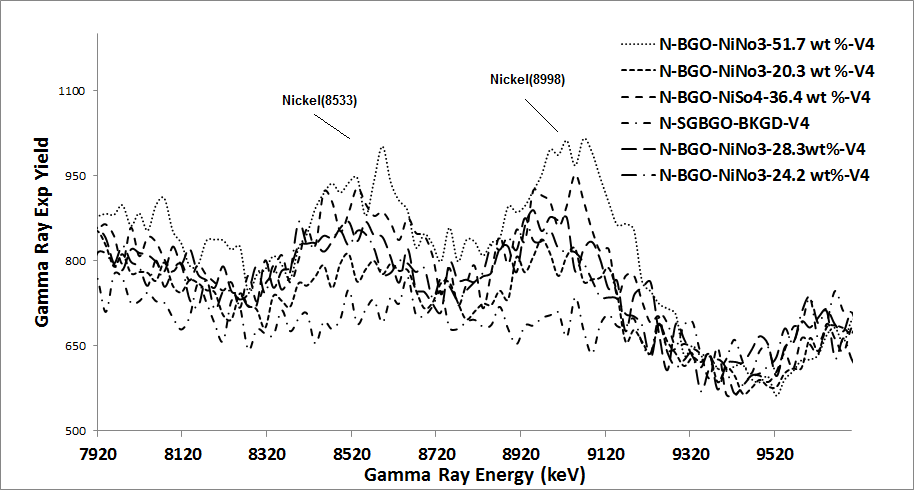 N-BGO-NiNo3-51.7 wt %-V4
N-BGO-NiNo3-20.3 wt %-V4
N-BGO-NiSo4-36.4 wt %-V4
N-SGBGO-BKGD-V4
N-BGO-NiNo3-28.3wt%-V4
N-BGO-NiNo3-24.2 wt%-V4
Nickel(8533)
Nickel(8998)
Gamma Ray Exp Yield
1100
950
800
650
500
7920 8120 8320 8520 8720 8920 9120 9320 9520
Gamma Ray Energy (keV)